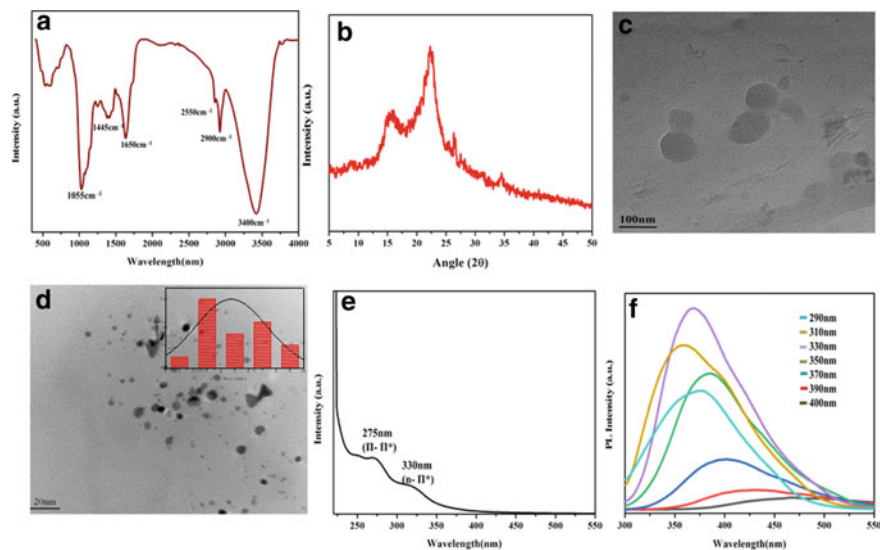 a
Intensity (a.u.)
1055cm⁻¹
1445cm⁻¹
1650cm⁻¹
2550cm⁻¹
2900cm⁻¹
3400cm⁻¹
500 1000 1500 2000 2500 3000 3500 4000
Wavelength(nm)
b
Intensity (a.u.)
5 10 15 20 25 30 35 40 45 50
Angle (2θ)
c
100nm
d
20nm
e
Intensity (a.u.)
275nm
(Π- Π*)
330nm
(n- Π*)
250 300 350 400 450 500 550
Wavelength(nm)
f
PL Intensity (a.u.)
290nm
310nm
330nm
350nm
370nm
390nm
400nm
300 350 400 450 500 550
Wavelength(nm)